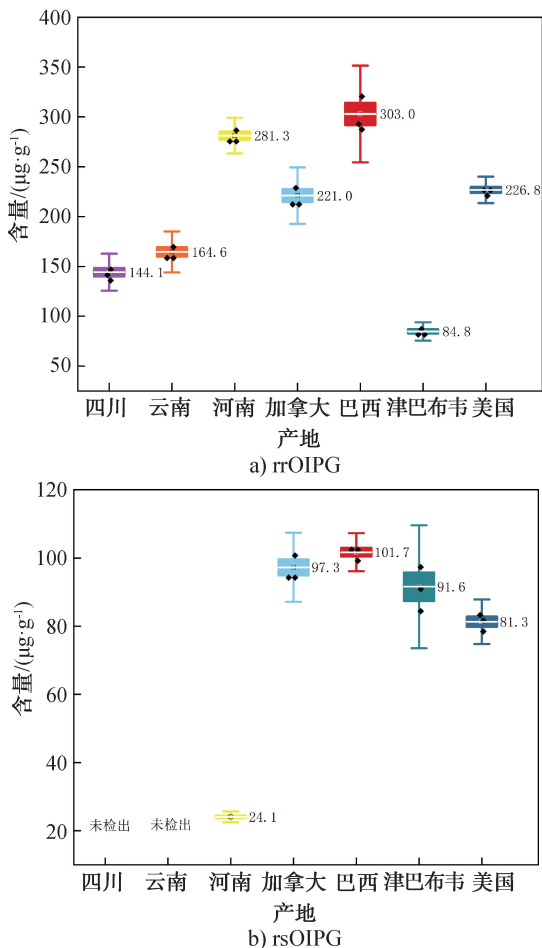 400
350
300
250
200
150
100
50
含量/(μg·g⁻¹)
144.1
164.6
281.3
221.0
303.0
84.8
226.8
四川 云南 河南 加拿大 巴西 津巴布韦 美国
产地
a) rrOIPG
120
100
80
60
40
20
含量/(μg·g⁻¹)
未检出
未检出
24.1
97.3
101.7
91.6
81.3
四川 云南 河南 加拿大 巴西 津巴布韦 美国
产地
b) rsOIPG